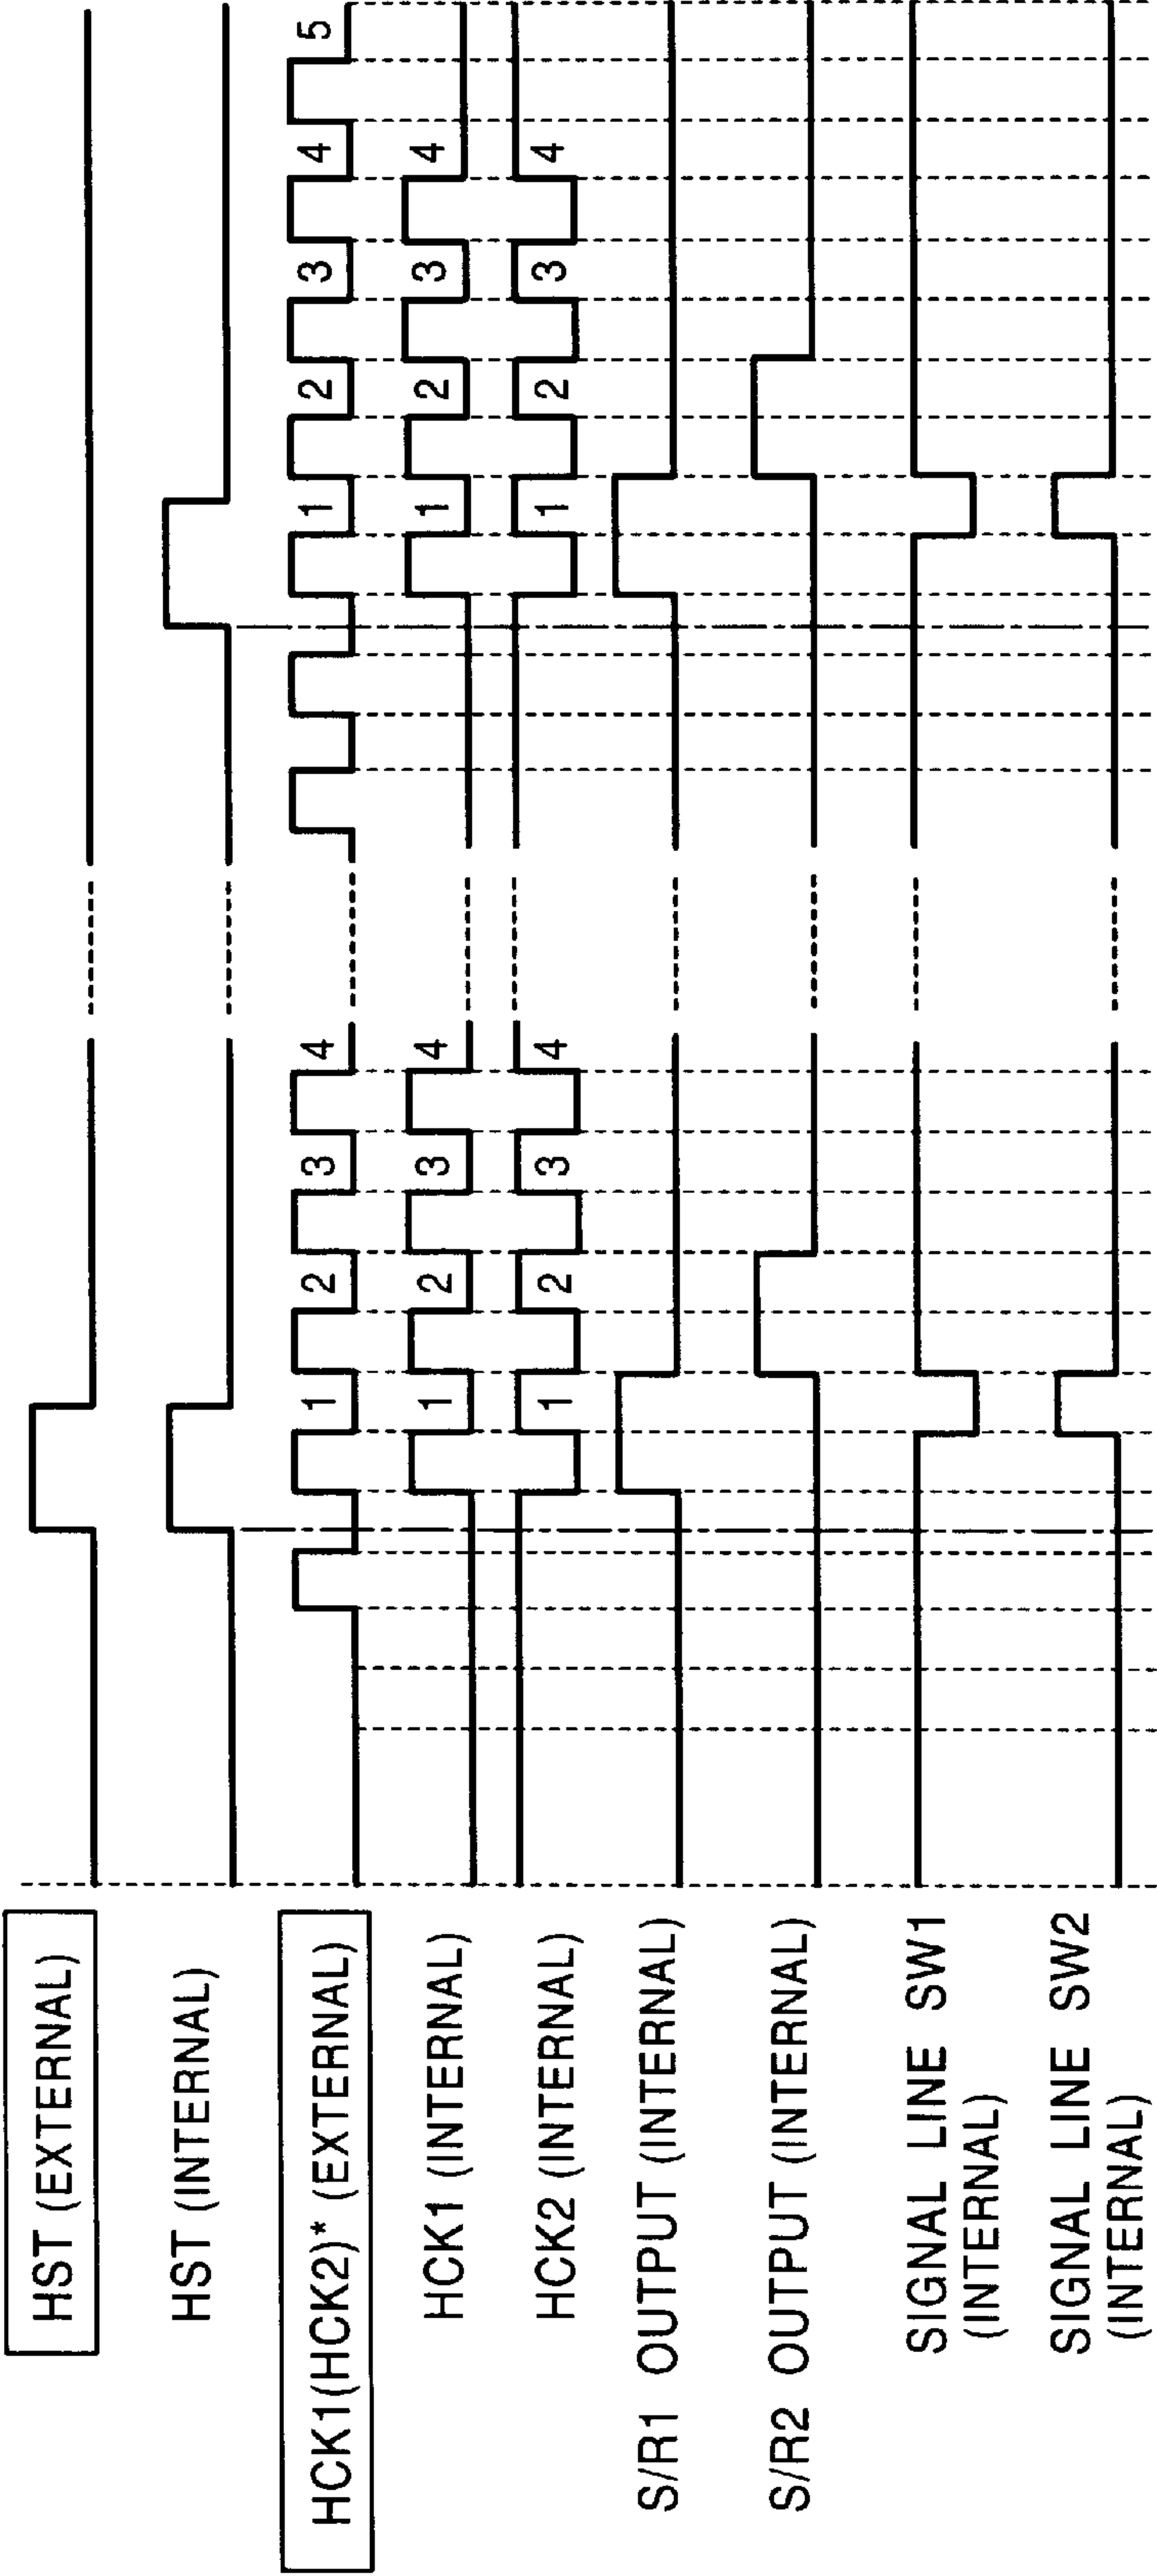 HST (EXTERNAL)
HST (INTERNAL)
HCK1(HCK2)* (EXTERNAL)
1 2 3 4 1 2 3 4 5
HCK1 (INTERNAL)
1 2 3 4 1 2 3 4
HCK2 (INTERNAL)
1 2 3 4 1 2 3 4
S/R1 OUTPUT (INTERNAL)
S/R2 OUTPUT (INTERNAL)
SIGNAL LINE SW1
(INTERNAL)
SIGNAL LINE SW2
(INTERNAL)